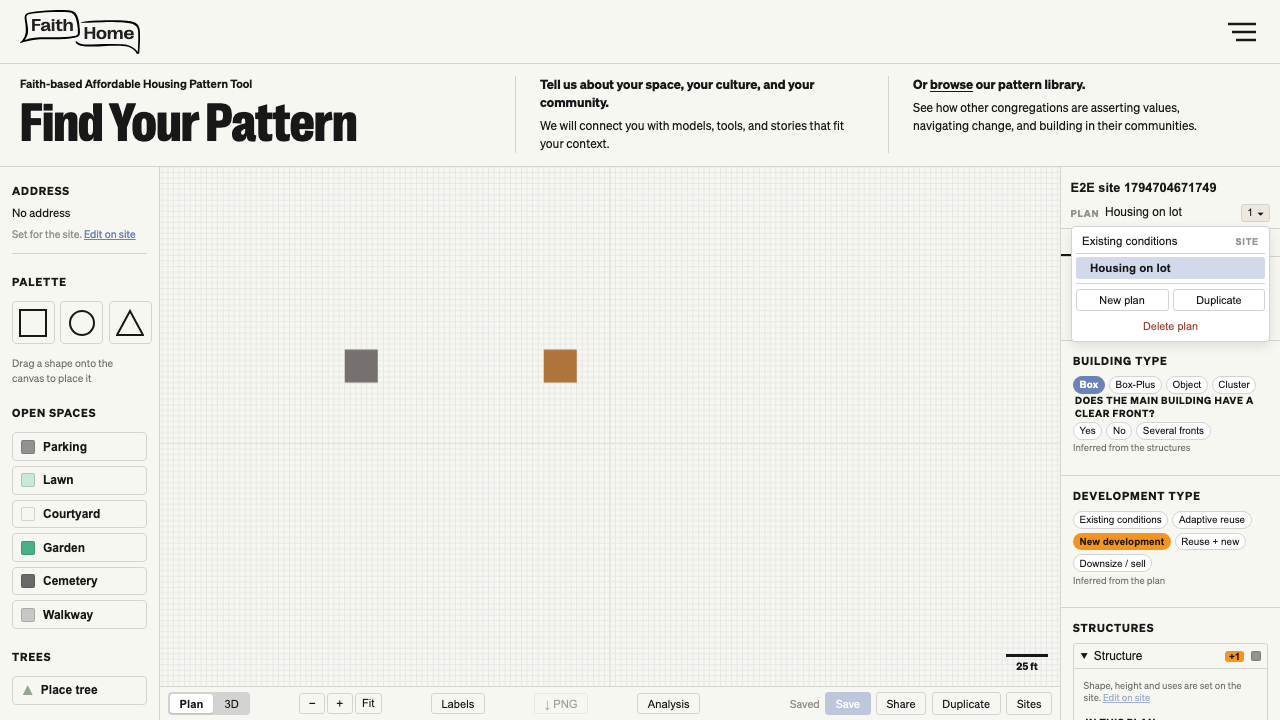 Faith
Home
Faith-based Affordable Housing Pattern Tool
Find Your Pattern
Tell us about your space, your culture, and your
community.
We will connect you with models, tools, and stories that fit
your context.
Or browse our pattern library.
See how other congregations are asserting values,
navigating change, and building in their communities.
ADDRESS
No address
Set for the site. Edit on site
PALETTE
Drag a shape onto the
canvas to place it
OPEN SPACES
Parking
Lawn
Courtyard
Garden
Cemetery
Walkway
TREES
Place tree
25 ft
Plan
3D
−
+
Fit
Labels
↓ PNG
Analysis
Saved
Save
Share
Duplicate
Sites
E2E site 1794704671749
PLAN Housing on lot 1
Existing conditions SITE
Housing on lot
New plan
Duplicate
Delete plan
BUILDING TYPE
Box
Box-Plus
Object
Cluster
DOES THE MAIN BUILDING HAVE A
CLEAR FRONT?
Yes
No
Several fronts
Inferred from the structures
DEVELOPMENT TYPE
Existing conditions
Adaptive reuse
New development
Reuse + new
Downsize / sell
Inferred from the plan
STRUCTURES
Structure +1
Shape, height and uses are set on the
site. Edit on site